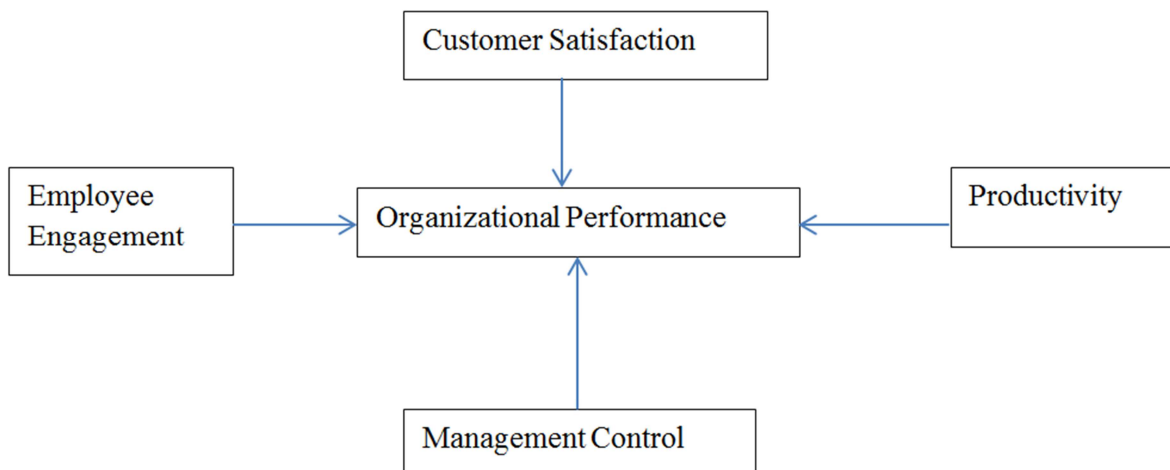 Customer Satisfaction
Employee
Engagement
Organizational Performance
Productivity
Management Control